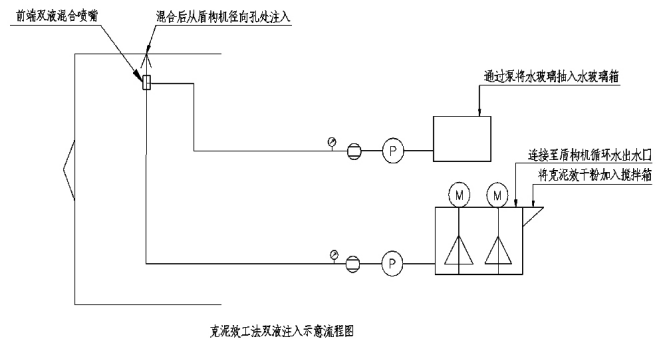 前端双液混合喷嘴
混合后从盾构机径向孔处注入
通过泵将水玻璃抽入水玻璃箱
P
连接至盾构机循环水出水口
将克泥效干粉加入搅拌箱
M
M
P
克泥效工法双液注入示意流程图